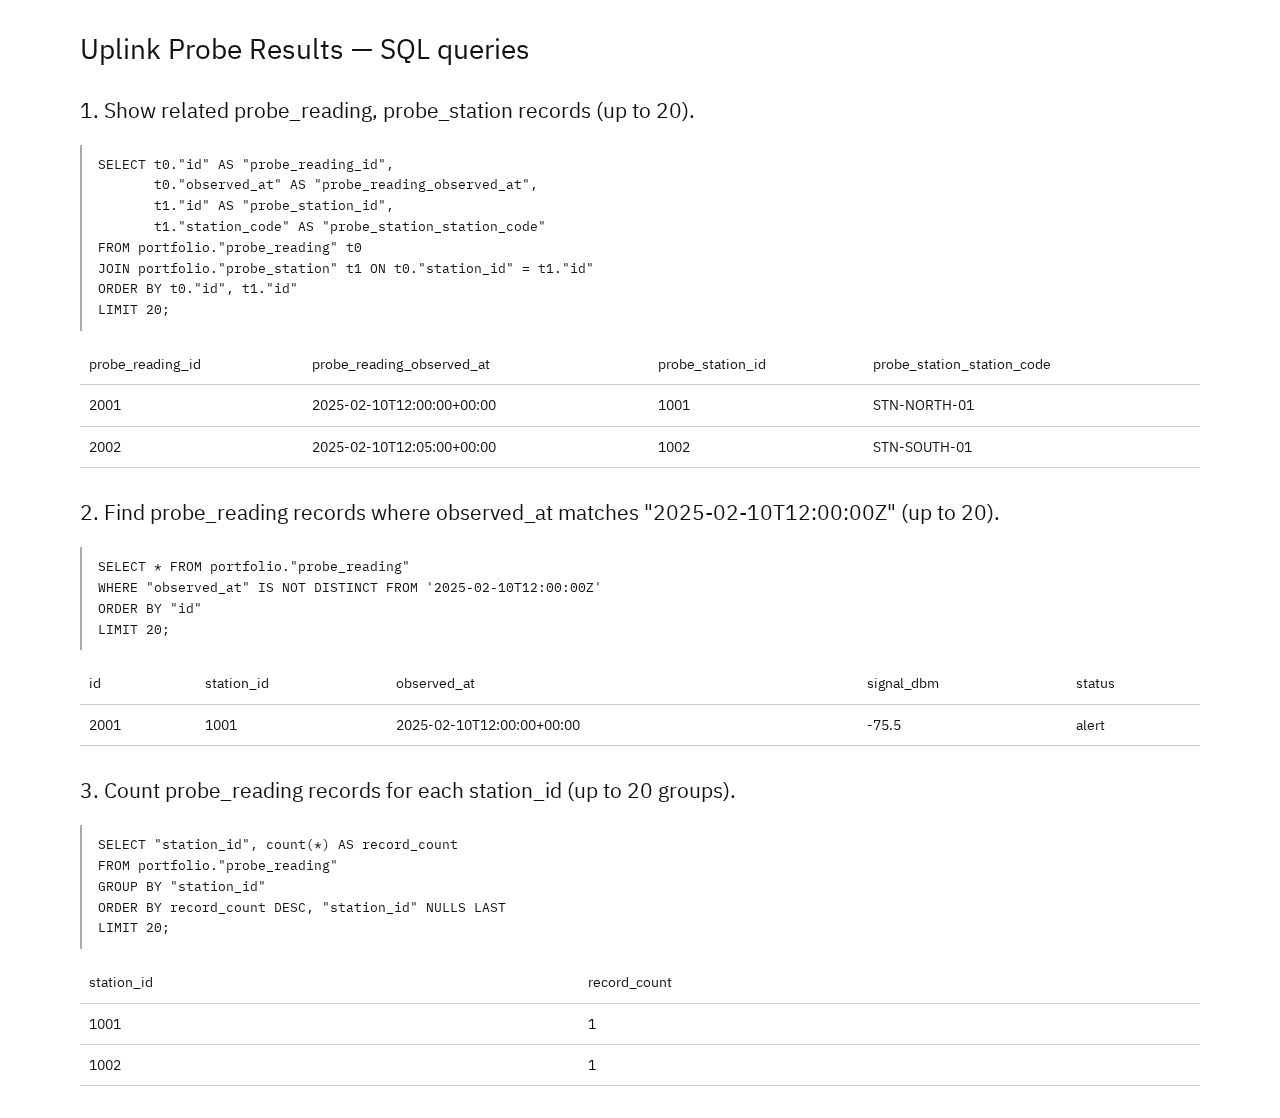 Uplink Probe Results — SQL queries
1. Show related probe_reading, probe_station records (up to 20).
SELECT t0."id" AS "probe_reading_id",
       t0."observed_at" AS "probe_reading_observed_at",
       t1."id" AS "probe_station_id",
       t1."station_code" AS "probe_station_station_code"
FROM portfolio."probe_reading" t0
JOIN portfolio."probe_station" t1 ON t0."station_id" = t1."id"
ORDER BY t0."id", t1."id"
LIMIT 20;
probe_reading_id probe_reading_observed_at probe_station_id probe_station_station_code
2001 2025-02-10T12:00:00+00:00 1001 STN-NORTH-01
2002 2025-02-10T12:05:00+00:00 1002 STN-SOUTH-01
2. Find probe_reading records where observed_at matches "2025-02-10T12:00:00Z" (up to 20).
SELECT * FROM portfolio."probe_reading"
WHERE "observed_at" IS NOT DISTINCT FROM '2025-02-10T12:00:00Z'
ORDER BY "id"
LIMIT 20;
id station_id observed_at signal_dbm status
2001 1001 2025-02-10T12:00:00+00:00 -75.5 alert
3. Count probe_reading records for each station_id (up to 20 groups).
SELECT "station_id", count(*) AS record_count
FROM portfolio."probe_reading"
GROUP BY "station_id"
ORDER BY record_count DESC, "station_id" NULLS LAST
LIMIT 20;
station_id record_count
1001 1
1002 1